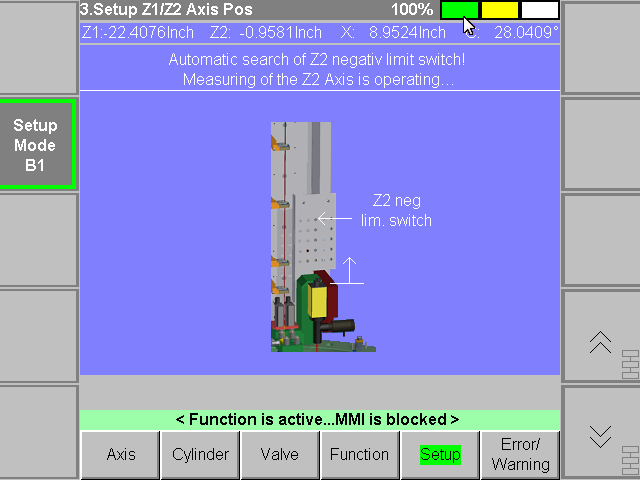 3.Setup Z1/Z2 Axis Pos 100%
Z1:-22.4076Inch Z2: -0.9581Inch X: 8.9524Inch : 28.0409°
Automatic search of Z2 negativ limit switch!
Measuring of the Z2 Axis is operating...
Setup
Mode
B1
Z2 neg
lim. switch
< Function is active...MMI is blocked >
Axis Cylinder Valve Function Setup Error/
Warning